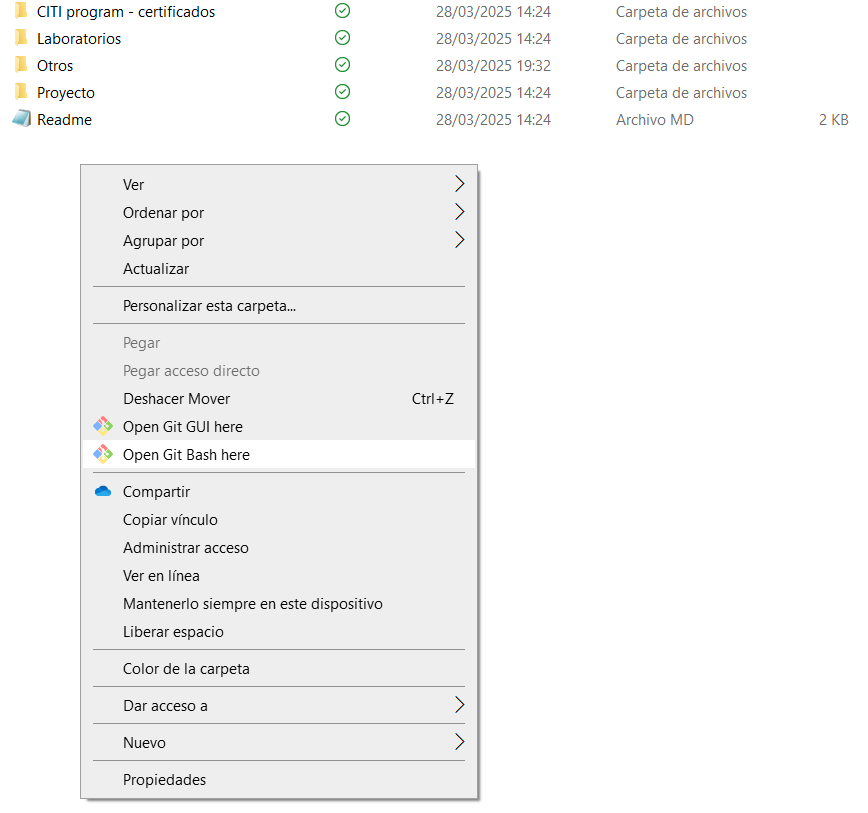 CITI program - certificados 28/03/2025 14:24 Carpeta de archivos
Laboratorios 28/03/2025 14:24 Carpeta de archivos
Otros 28/03/2025 19:32 Carpeta de archivos
Proyecto 28/03/2025 14:24 Carpeta de archivos
Readme 28/03/2025 14:24 Archivo MD 2 KB
Ver
Ordenar por
Agrupar por
Actualizar
Personalizar esta carpeta...
Pegar
Pegar acceso directo
Deshacer Mover Ctrl+Z
Open Git GUI here
Open Git Bash here
Compartir
Copiar vínculo
Administrar acceso
Ver en línea
Mantenerlo siempre en este dispositivo
Liberar espacio
Color de la carpeta
Dar acceso a
Nuevo
Propiedades